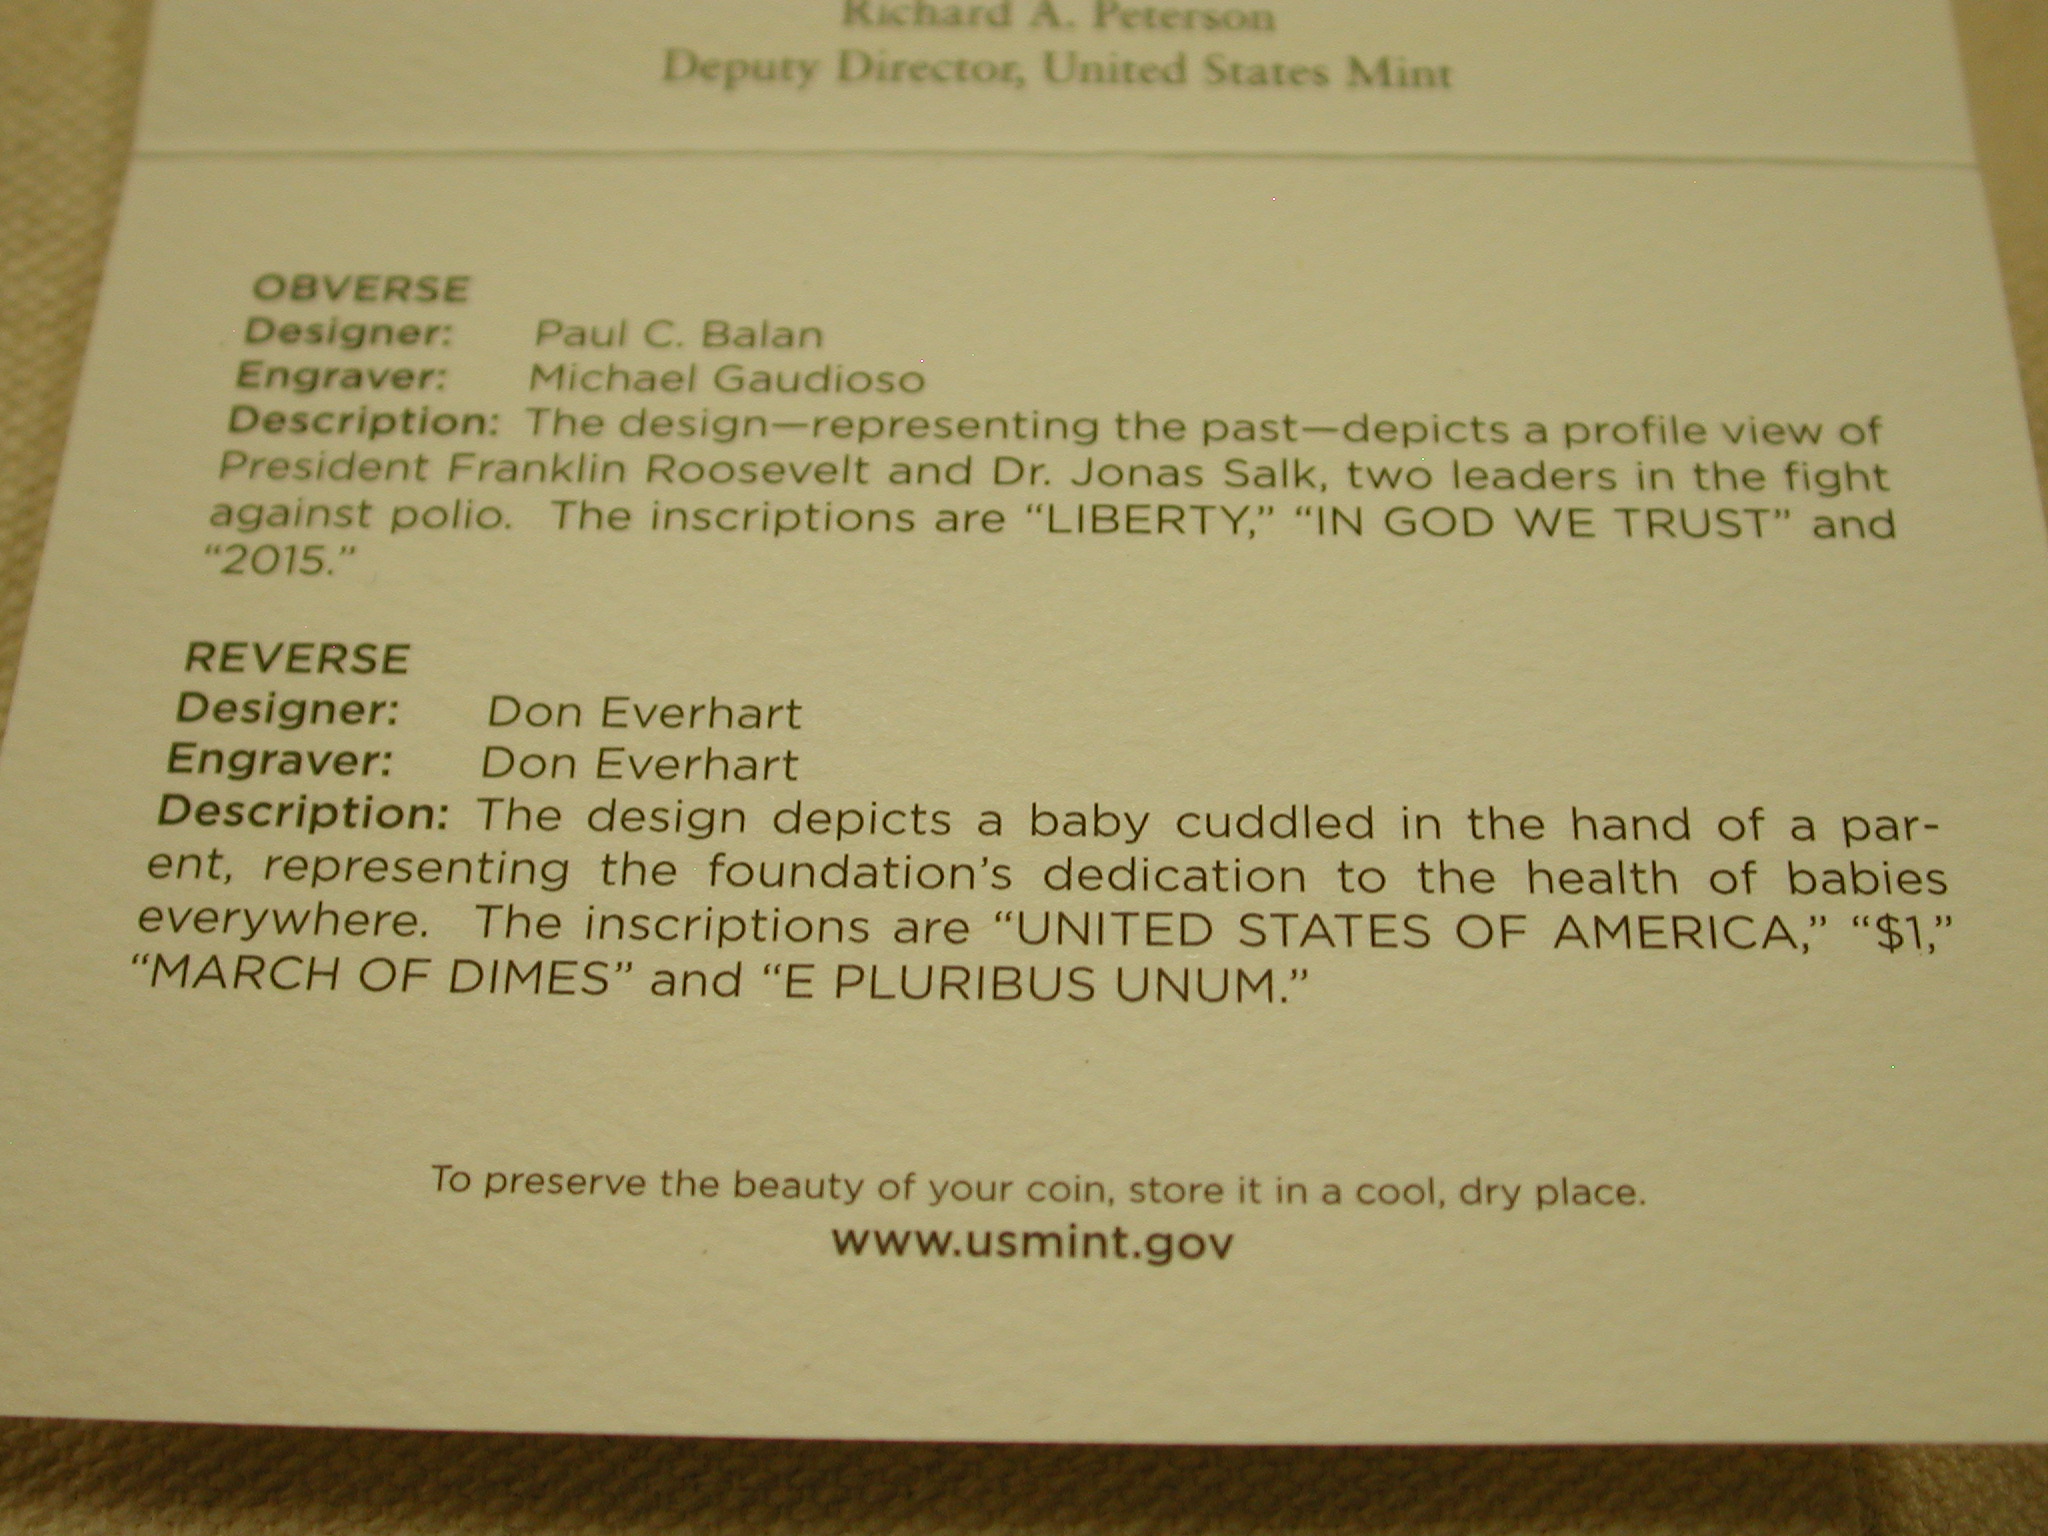 Richard A. Peterson
Deputy Director, United States Mint
OBVERSE
Designer: Paul C. Balan
Engraver: Michael Gaudioso
Description: The design—representing the past—depicts a profile view of
President Franklin Roosevelt and Dr. Jonas Salk, two leaders in the fight
against polio. The inscriptions are “LIBERTY,” “IN GOD WE TRUST” and
“2015.”
REVERSE
Designer: Don Everhart
Engraver: Don Everhart
Description: The design depicts a baby cuddled in the hand of a par-
ent, representing the foundation’s dedication to the health of babies
everywhere. The inscriptions are “UNITED STATES OF AMERICA,” “$1,”
“MARCH OF DIMES” and “E PLURIBUS UNUM.”
To preserve the beauty of your coin, store it in a cool, dry place.
www.usmint.gov